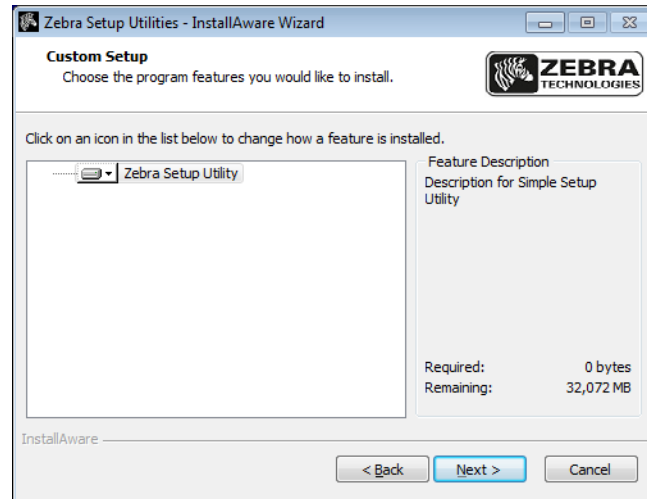 Zebra Setup Utilities - InstallAware Wizard
Custom Setup
Choose the program features you would like to install.
ZEBRA
TECHNOLOGIES
Click on an icon in the list below to change how a feature is installed.
Zebra Setup Utility
Feature Description
Description for Simple Setup
Utility
Required: 0 bytes
Remaining: 32,072 MB
InstallAware
< Back
Next >
Cancel